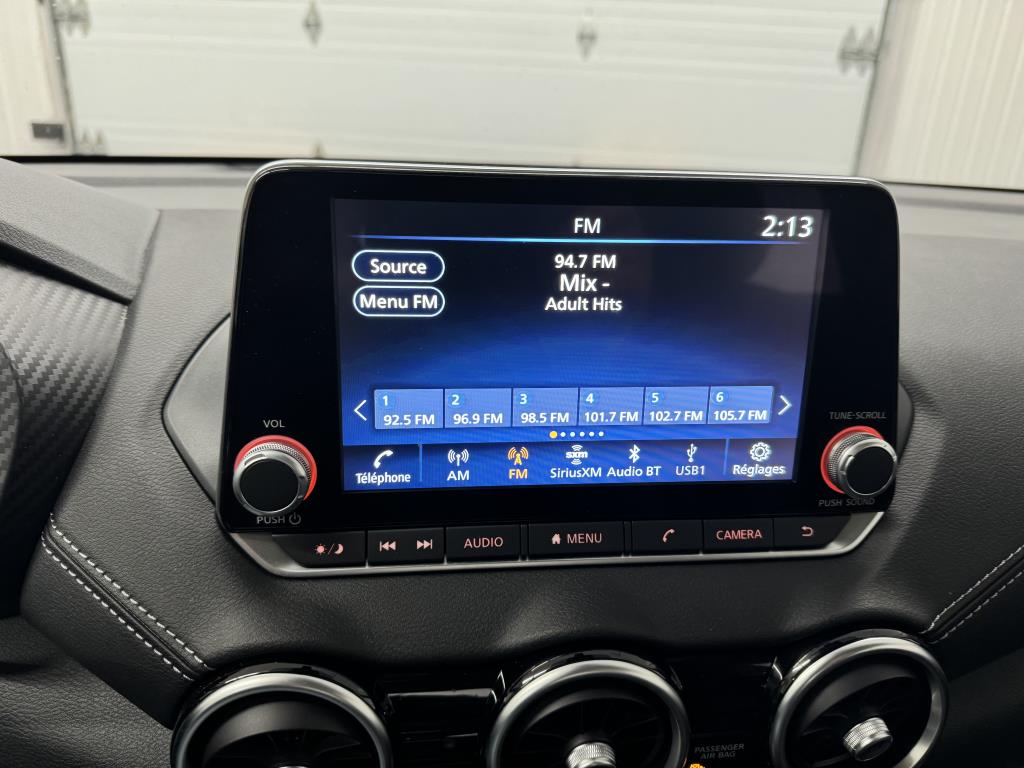 FM
2:13
Source
94.7 FM
Menu FM
Mix -
Adult Hits
1
92.5 FM
2
96.9 FM
3
98.5 FM
4
101.7 FM
5
102.7 FM
6
105.7 FM
Téléphone
AM
FM
sxm
SiriusXM
Audio BT
USB1
Réglages
VOL
PUSH
TUNE·SCROLL
PUSH SOUND
AUDIO
MENU
CAMERA
PASSENGER
AIR BAG